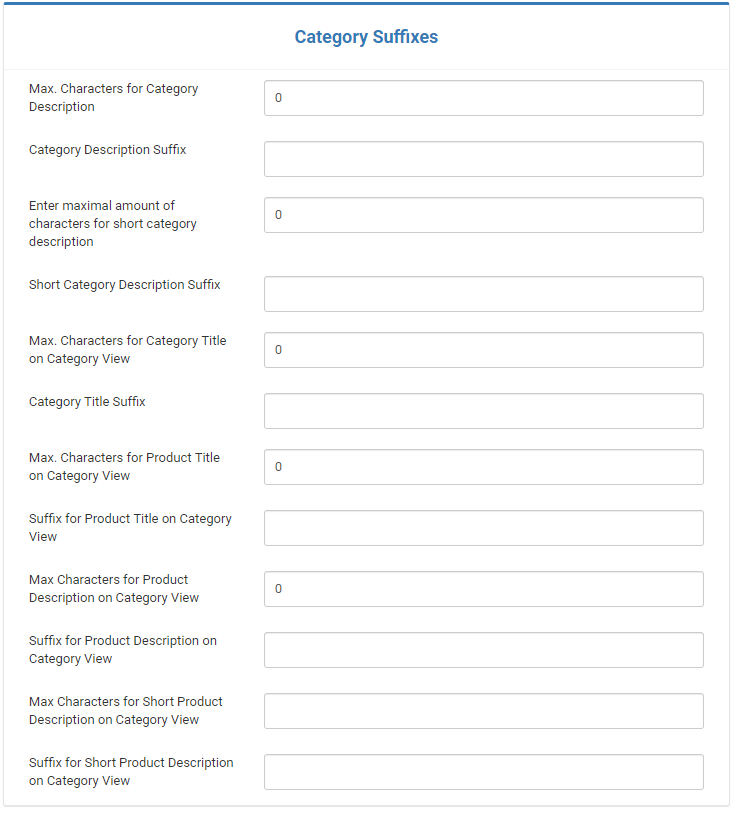 Category Suffixes
Max. Characters for Category
Description
0
Category Description Suffix
Enter maximal amount of
characters for short category
description
0
Short Category Description Suffix
Max. Characters for Category Title
on Category View
0
Category Title Suffix
Max. Characters for Product Title
on Category View
0
Suffix for Product Title on Category
View
Max Characters for Product
Description on Category View
0
Suffix for Product Description on
Category View
Max Characters for Short Product
Description on Category View
Suffix for Short Product Description
on Category View